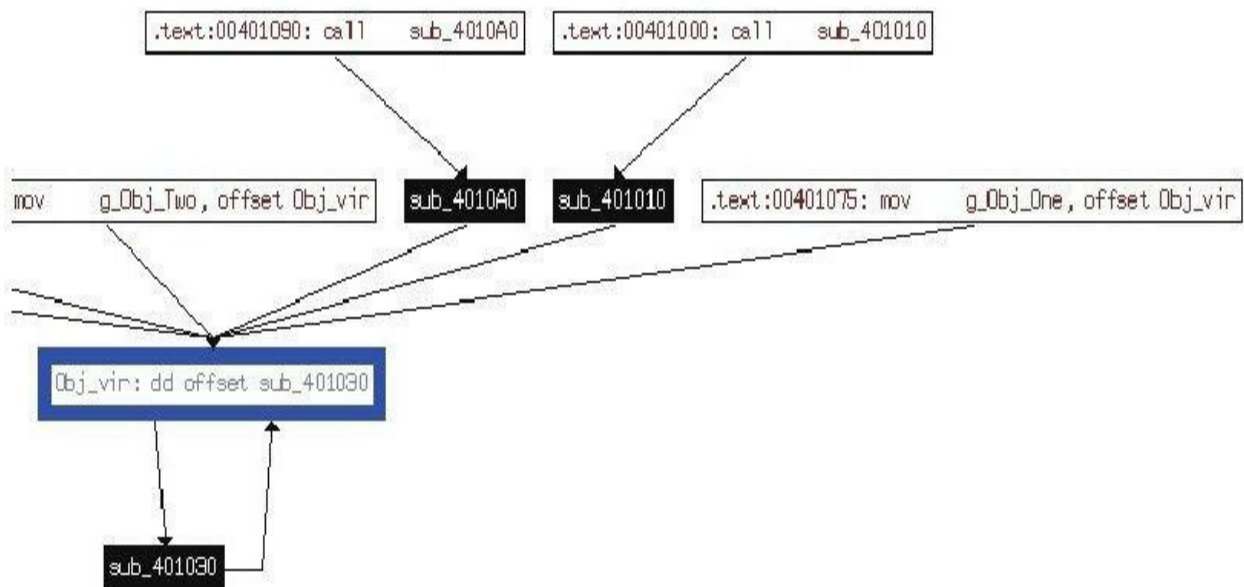 .text:00401090: call sub_4010A0
.text:00401000: call sub_401010
mov g_Obj_Two, offset Obj_vir
sub_4010A0
sub_401010
.text:00401075: mov g_Obj_One, offset Obj_vir
Obj_vir: dd offset sub_401030
sub_401030